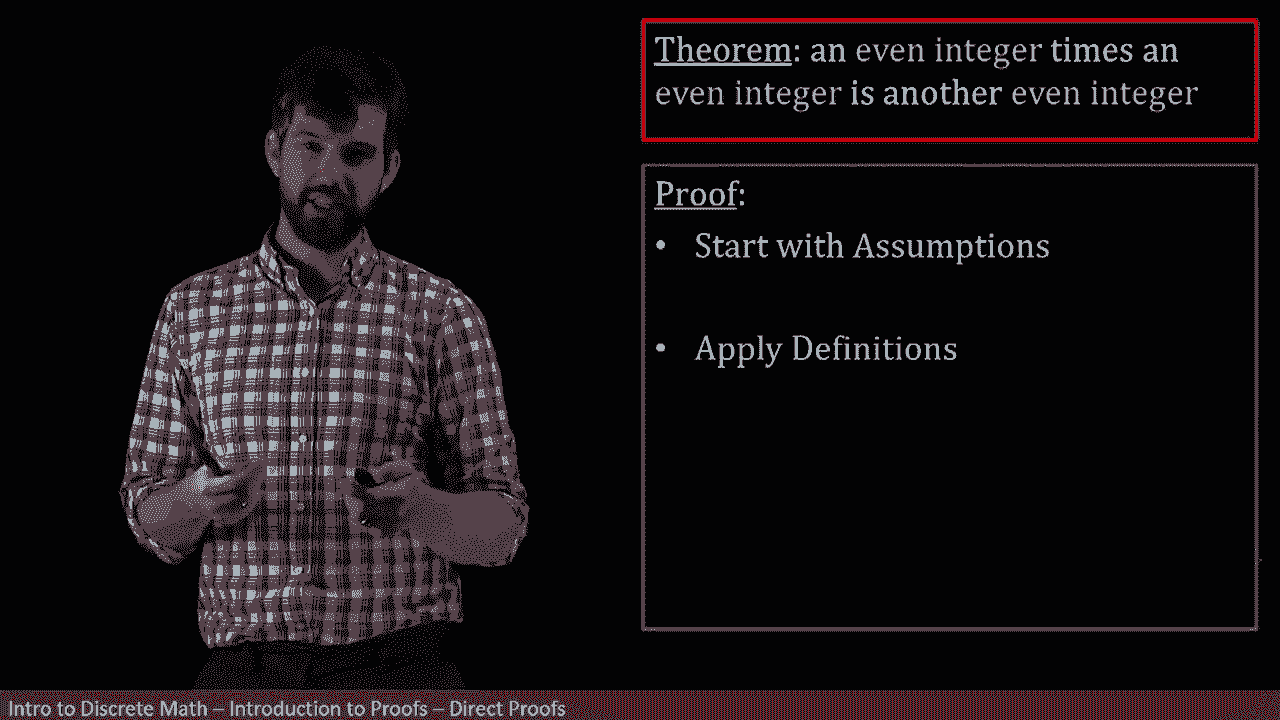 Theorem: an even integer times an
even integer is another even integer
Proof:
• Start with Assumptions
• Apply Definitions
Intro to Discrete Math – Introduction to Proofs – Direct Proofs